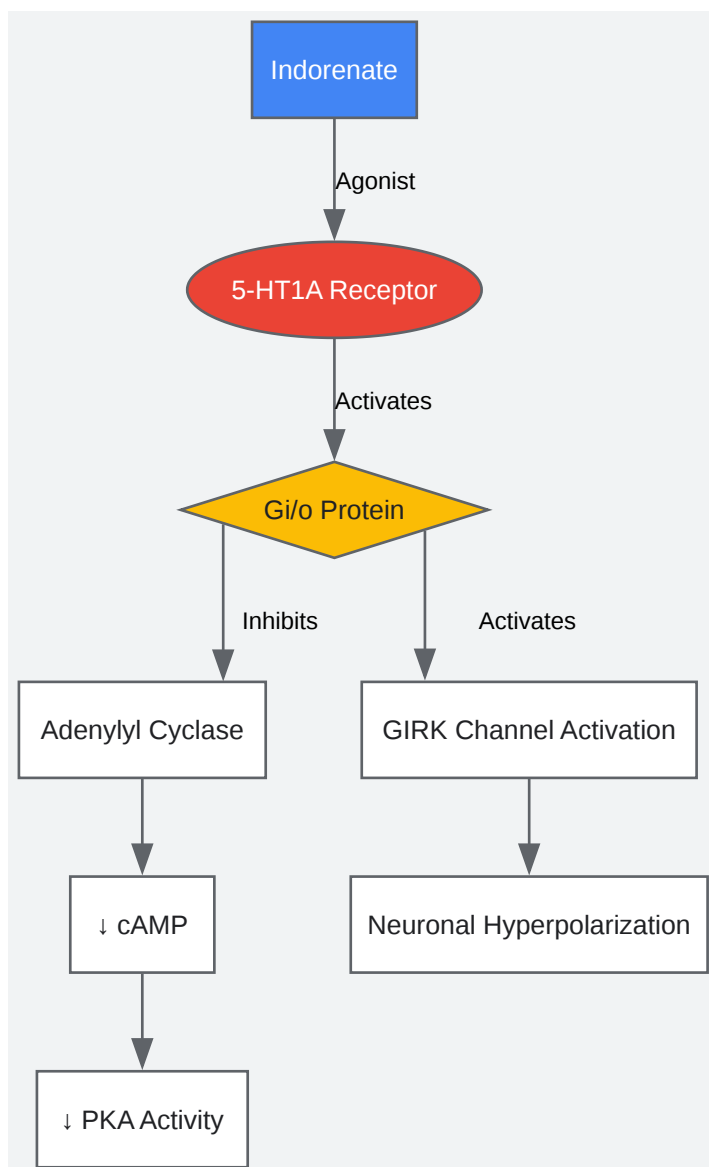 Indorenate
Agonist
5-HT1A Receptor
Activates
Gi/o Protein
Inhibits
Activates
Adenylyl Cyclase
GIRK Channel Activation
↓ cAMP
Neuronal Hyperpolarization
↓ PKA Activity